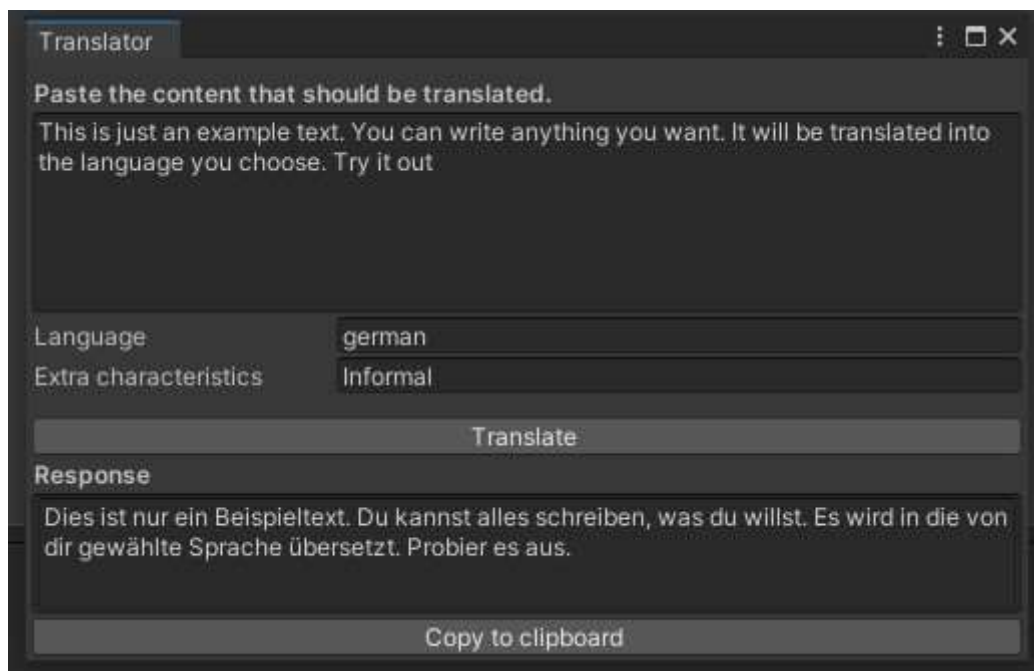 Translator
Paste the content that should be translated.
This is just an example text. You can write anything you want. It will be translated into
the language you choose. Try it out
Language german
Extra characteristics Informal
Translate
Response
Dies ist nur ein Beispieltext. Du kannst alles schreiben, was du willst. Es wird in die von
dir gewählte Sprache übersetzt. Probier es aus.
Copy to clipboard